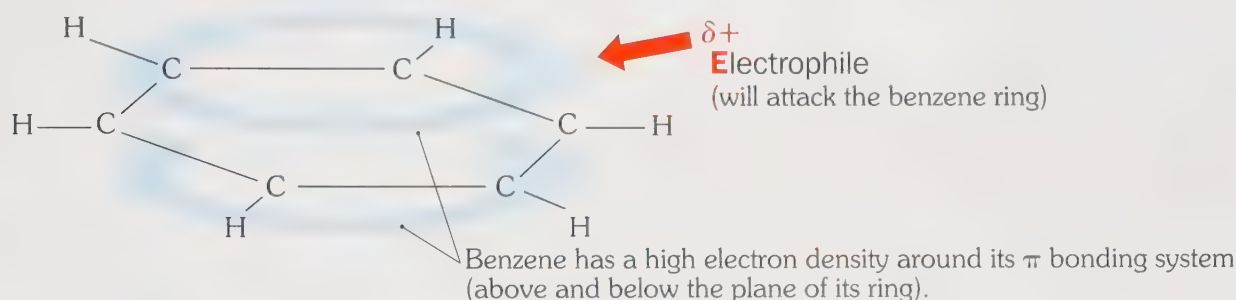 H
H
δ+
Electrophile
C
C
(will attack the benzene ring)
H
C
C
H
C
C
H
H
Benzene has a high electron density around its π bonding system
(above and below the plane of its ring).